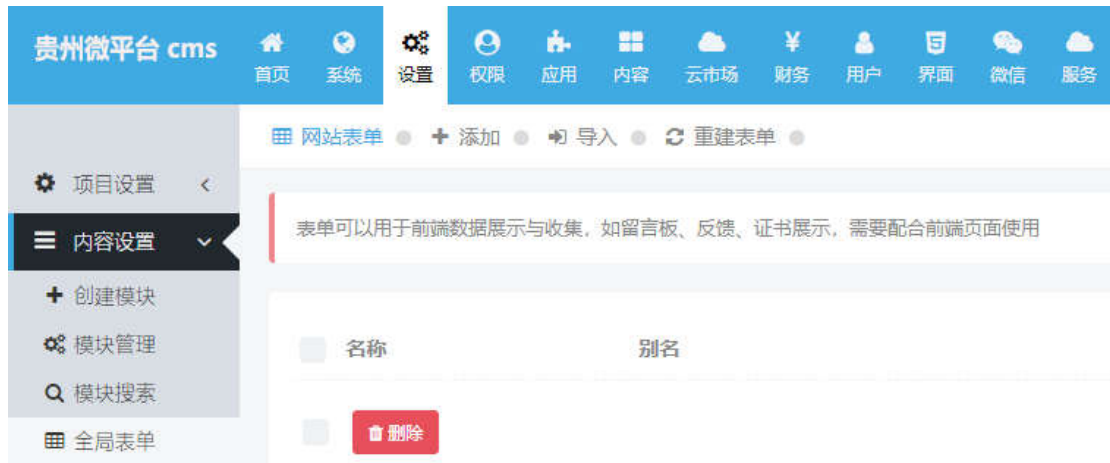 贵州微平台 cms
首页 系统 设置 权限 应用 内容 云市场 财务 用户 界面 微信 服务
网站表单 添加 导入 重建表单
项目设置
表单可以用于前端数据展示与收集，如留言板、反馈、证书展示，需要配合前端页面使用
内容设置
创建模块
模块管理
名称 别名
模块搜索
全局表单
删除